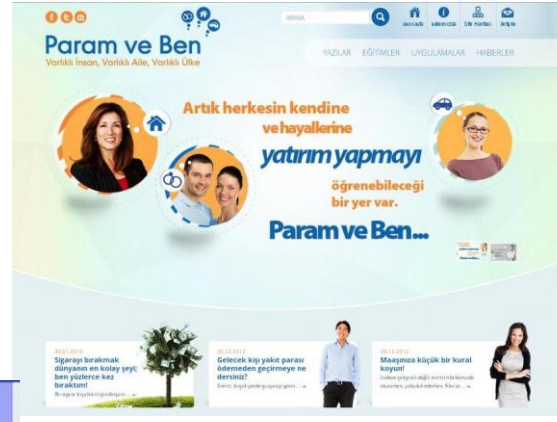 ARAMA
Param ve Ben
Varlıklı İnsan, Varlıklı Aile, Varlıklı Ülke
YAZILAR EĞİTİMLER UYGULAMALAR HABERLER
Artık herkesin kendine
ve hayallerine
yatırım yapmayı
öğrenebileceği
bir yer var.
Param ve Ben...
Sigarayı bırakmak
dünyanın en kolay şeyi;
ben yüzlerce kez
bıraktım!
Gelecek kışı yakıt parası
ödemeden geçirmeye ne
dersiniz?
Maaşınıza küçük bir kural
koyun!